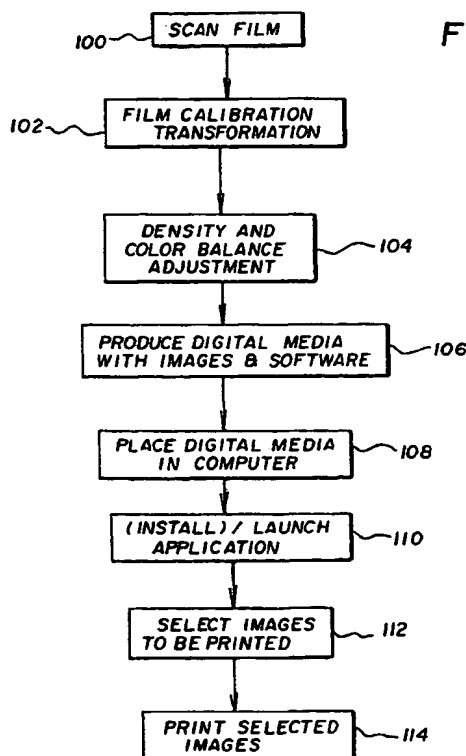 F
100
SCAN FILM
102
FILM CALIBRATION
TRANSFORMATION
DENSITY AND
COLOR BALANCE
ADJUSTMENT
104
PRODUCE DIGITAL MEDIA
WITH IMAGES & SOFTWARE
106
PLACE DIGITAL MEDIA
IN COMPUTER
108
(INSTALL) / LAUNCH
APPLICATION
110
SELECT IMAGES
TO BE PRINTED
112
PRINT SELECTED
IMAGES
114